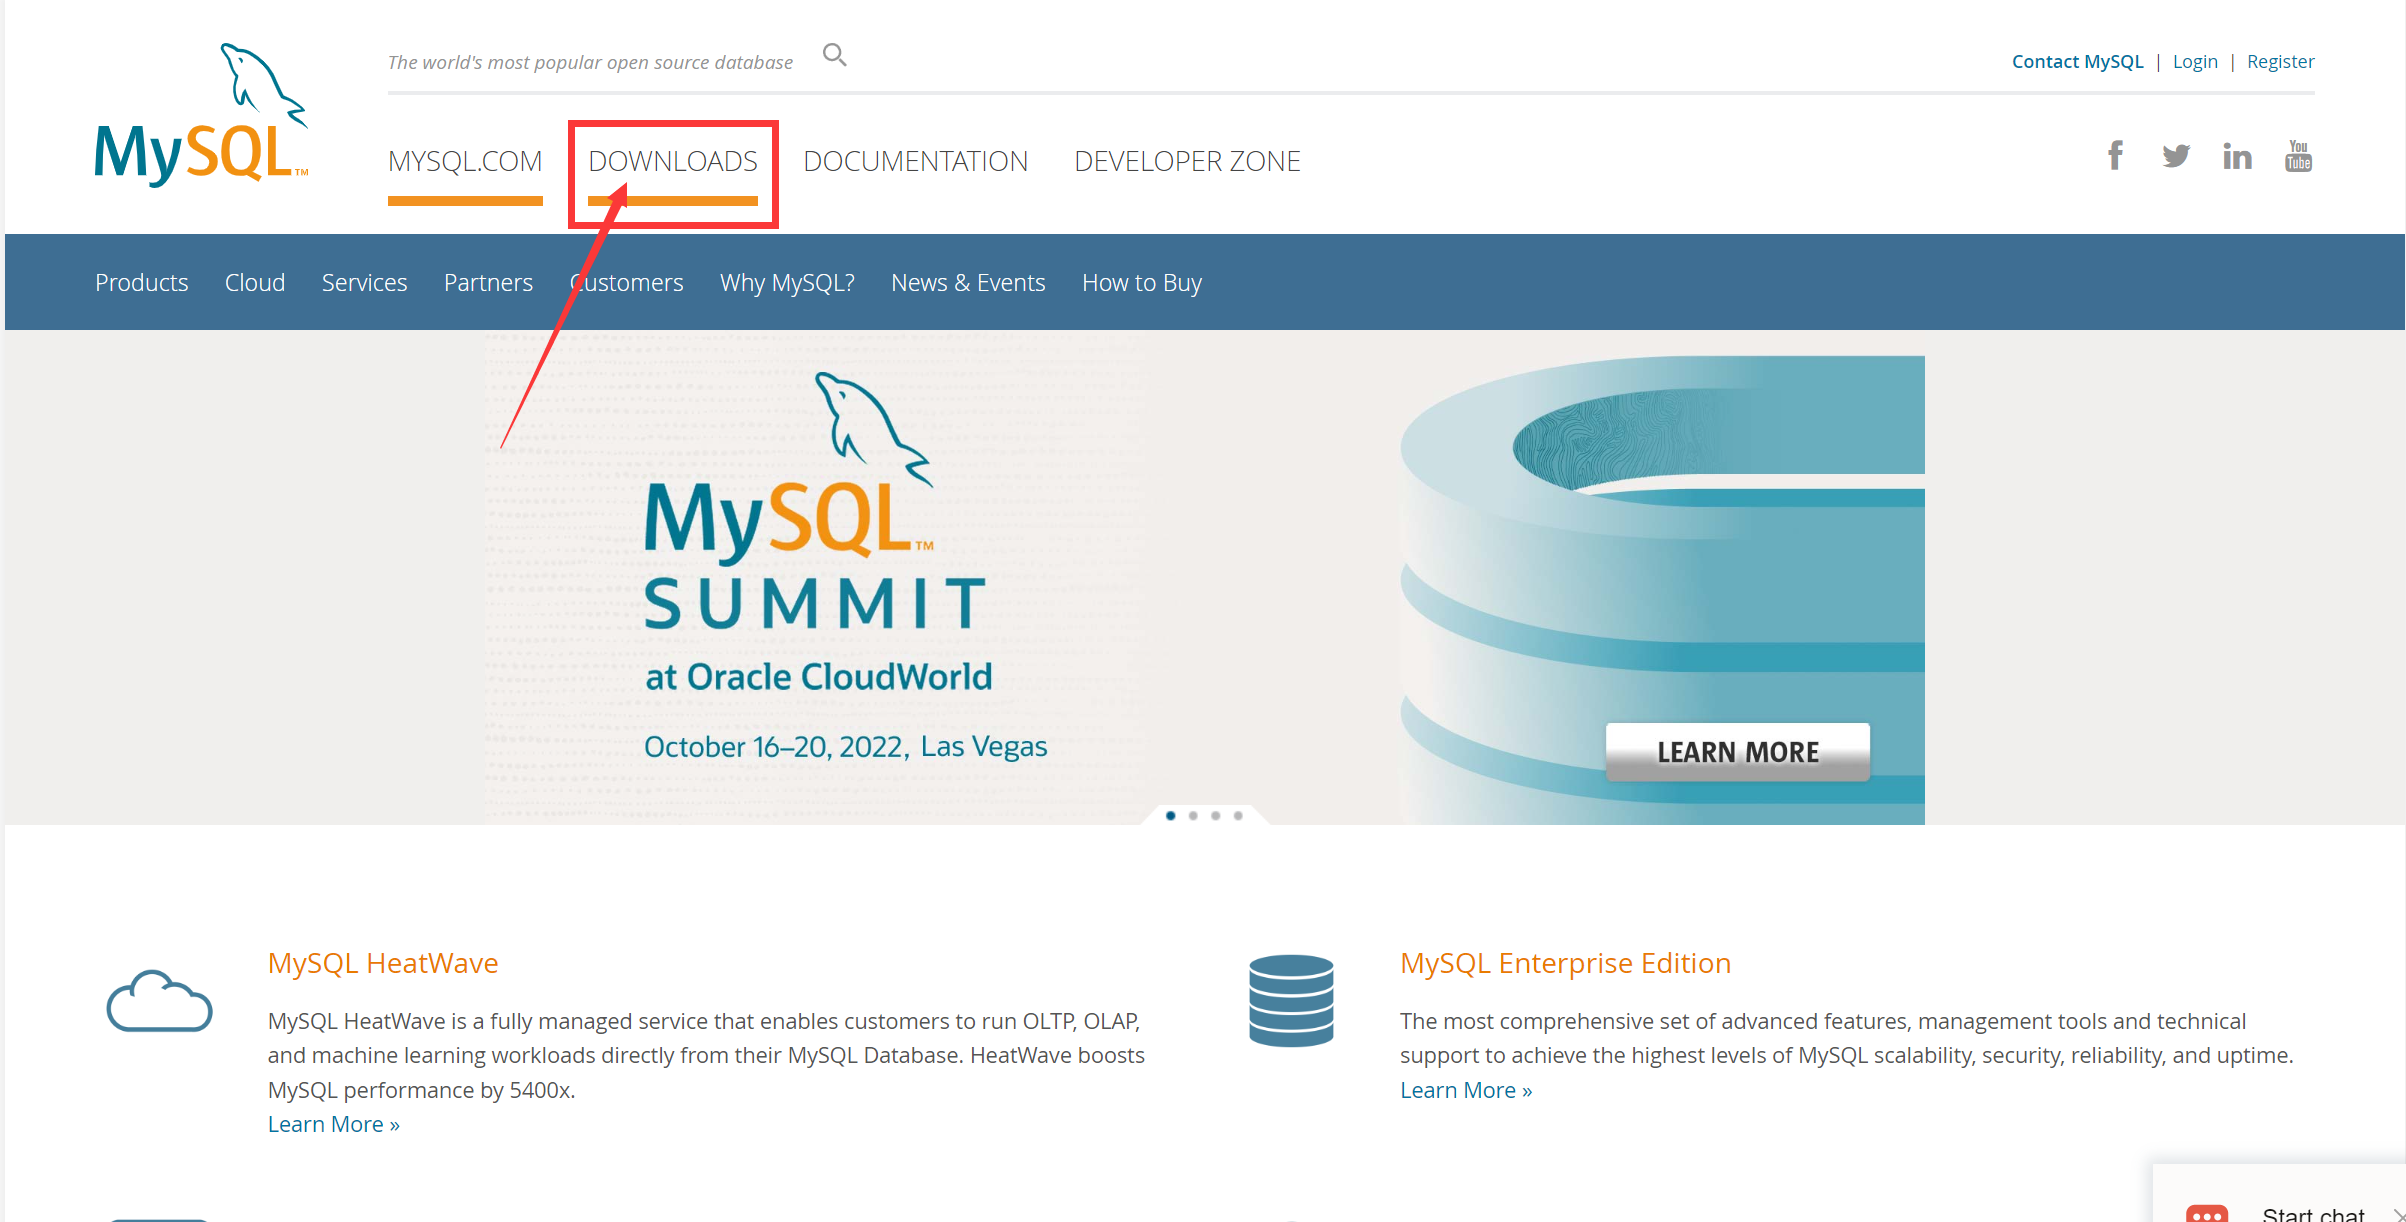 The world's most popular open source database
Contact MySQL | Login | Register
MySQL™
MYSQL.COM DOWNLOADS DOCUMENTATION DEVELOPER ZONE
You
Tube
Products Cloud Services Partners Customers Why MySQL? News & Events How to Buy
MySQL™
SUMMIT
at Oracle CloudWorld
October 16–20, 2022, Las Vegas
LEARN MORE
MySQL HeatWave
MySQL HeatWave is a fully managed service that enables customers to run OLTP, OLAP,
and machine learning workloads directly from their MySQL Database. HeatWave boosts
MySQL performance by 5400x.
Learn More »
MySQL Enterprise Edition
The most comprehensive set of advanced features, management tools and technical
support to achieve the highest levels of MySQL scalability, security, reliability, and uptime.
Learn More »
Start chat